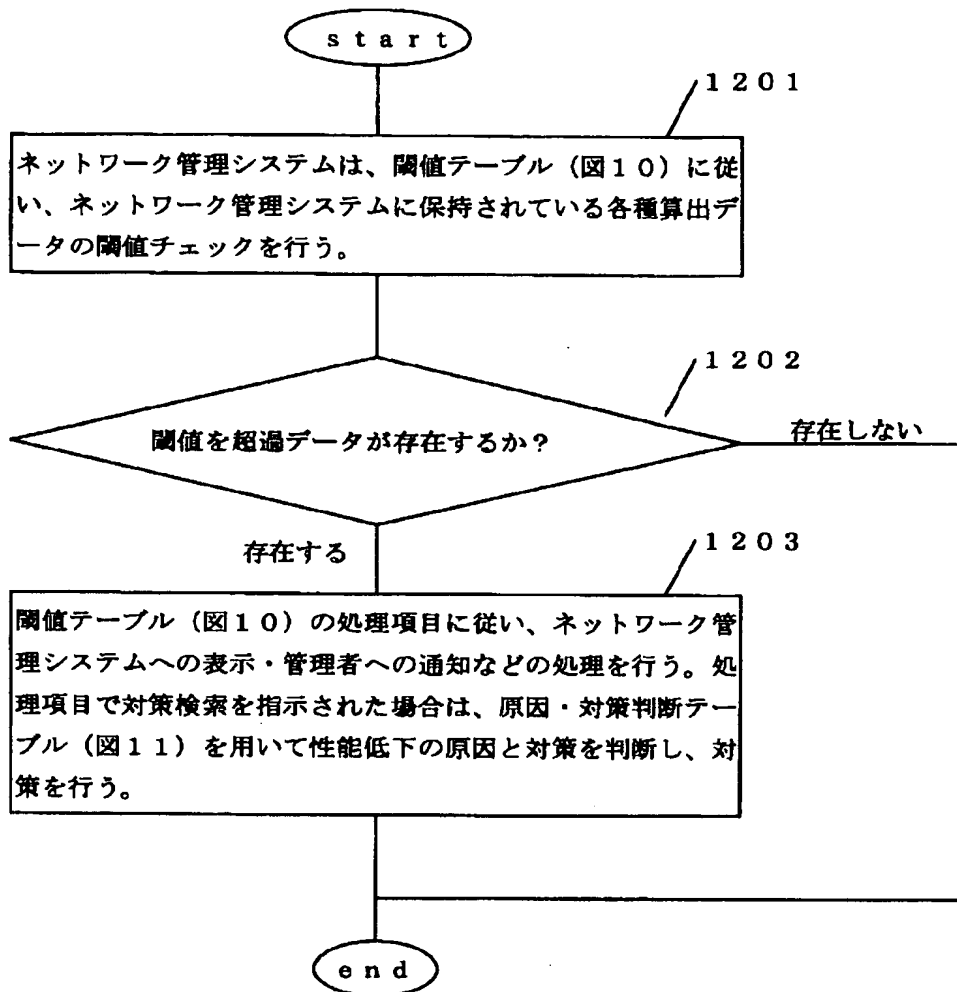 start
1201
ネットワーク管理システムは、閾値テーブル（図10）に従
い、ネットワーク管理システムに保持されている各種算出デ
ータの閾値チェックを行う。
1202
閾値を超過データが存在するか？
存在しない
存在する
1203
閾値テーブル（図10）の処理項目に従い、ネットワーク管
理システムへの表示・管理者への通知などの処理を行う。処
理項目で対策検索を指示された場合は、原因・対策判断テー
ブル（図11）を用いて性能低下の原因と対策を判断し、対
策を行う。
end